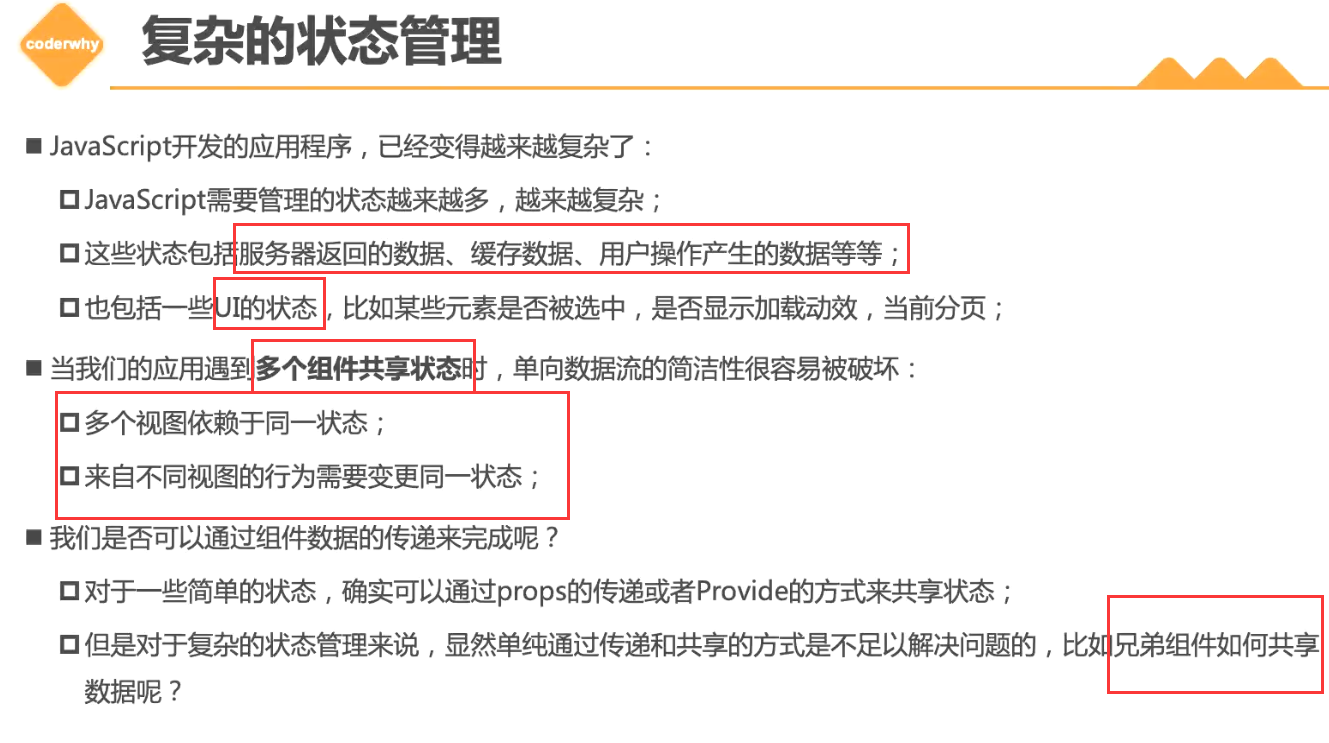 coderwhy
复杂的状态管理
JavaScript开发的应用程序，已经变得越来越复杂了：
JavaScript需要管理的状态越来越多，越来越复杂；
这些状态包括服务器返回的数据、缓存数据、用户操作产生的数据等等；
也包括一些UI的状态，比如某些元素是否被选中，是否显示加载动效，当前分页；
当我们的应用遇到多个组件共享状态时，单向数据流的简洁性很容易被破坏：
多个视图依赖于同一状态；
来自不同视图的行为需要变更同一状态；
我们是否可以通过组件数据的传递来完成呢？
对于一些简单的状态，确实可以通过props的传递或者Provide的方式来共享状态；
但是对于复杂的状态管理来说，显然单纯通过传递和共享的方式是不足以解决问题的，比如兄弟组件如何共享
数据呢？